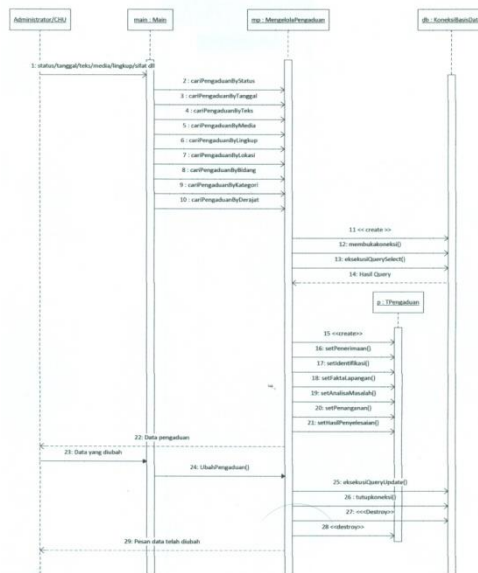 Administrator/CHU
main : Main
mp : MengelolaPengaduan
db : KoneksiBasisDat
1: status/tanggal/teks/media/lingkup/sifat dll
2 : cariPengaduanByStatus
3 : cariPengaduanByTanggal
4 : cariPengaduanByTeks
5 : cariPengaduanByMedia
6 : cariPengaduanByLingkup
7 : cariPengaduanByLokasi
8 : cariPengaduanByBidang
9 : cariPengaduanByKategori
10 : cariPengaduanByDerajat
11 << create >>
12: membukakoneksi()
13: eksekusiQuerySelect()
14: Hasil Query
p : TPengaduan
15 <<create>>
16: setPenerimaan()
17: setIdentifikasi()
18: setFaktaLapangan()
19: setAnalisaMasalah()
20: setPenanganan()
21: setHasilPenyelesaian()
22: Data pengaduan
23: Data yang diubah
24: UbahPengaduan()
25: eksekusiQueryUpdate()
26 : tutupkoneksi()
27: <<<Destroy>>
28 <<destroy>>
29: Pesan data telah diubah